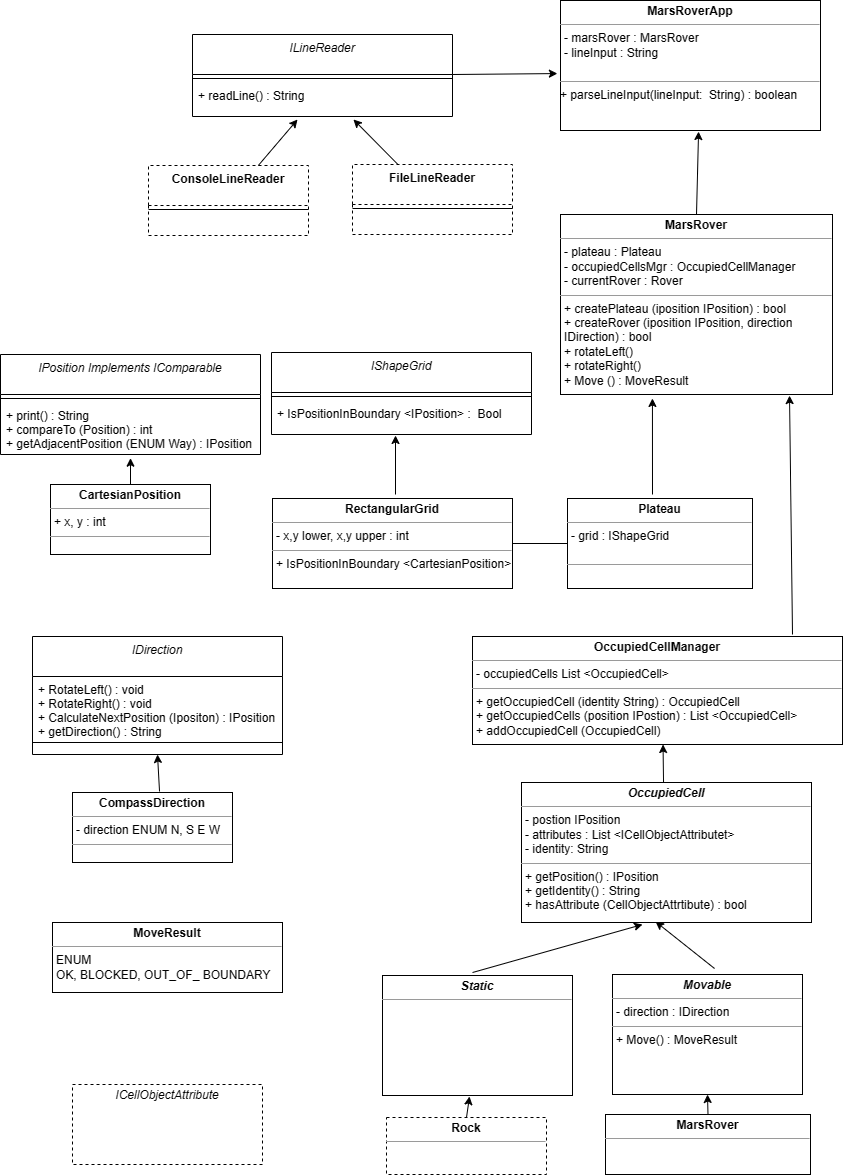 MarsRoverApp
- marsRover : MarsRover
- lineInput : String
+ parseLineInput(lineInput:  String) : boolean
ILineReader
+ readLine() : String
ConsoleLineReader
FileLineReader
MarsRover
- plateau : Plateau
- occupiedCellsMgr : OccupiedCellManager
- currentRover : Rover
+ createPlateau (iposition IPosition) : bool
+ createRover (iposition IPosition, direction
IDirection) : bool
+ rotateLeft()
+ rotateRight()
+ Move () : MoveResult
IPosition Implements IComparable
+ print() : String
+ compareTo (Position) : int
+ getAdjacentPosition (ENUM Way) : IPosition
IShapeGrid
+ IsPositionInBoundary <IPosition> :  Bool
CartesianPosition
+ x, y : int
RectangularGrid
- x,y lower, x,y upper : int
+ IsPositionInBoundary <CartesianPosition>
Plateau
- grid : IShapeGrid
IDirection
+ RotateLeft() : void
+ RotateRight() : void
+ CalculateNextPosition (Ipositon) : IPosition
+ getDirection() : String
OccupiedCellManager
- occupiedCells List <OccupiedCell>
+ getOccupiedCell (identity String) : OccupiedCell
+ getOccupiedCells (position IPostion) : List <OccupiedCell>
+ addOccupiedCell (OccupiedCell)
CompassDirection
- direction ENUM N, S E W
OccupiedCell
- postion IPosition
- attributes : List <ICellObjectAttributet>
- identity: String
+ getPosition() : IPosition
+ getIdentity() : String
+ hasAttribute (CellObjectAttrtibute) : bool
MoveResult
ENUM
OK, BLOCKED, OUT_OF_ BOUNDARY
Static
Movable
- direction : IDirection
+ Move() : MoveResult
ICellObjectAttribute
Rock
MarsRover